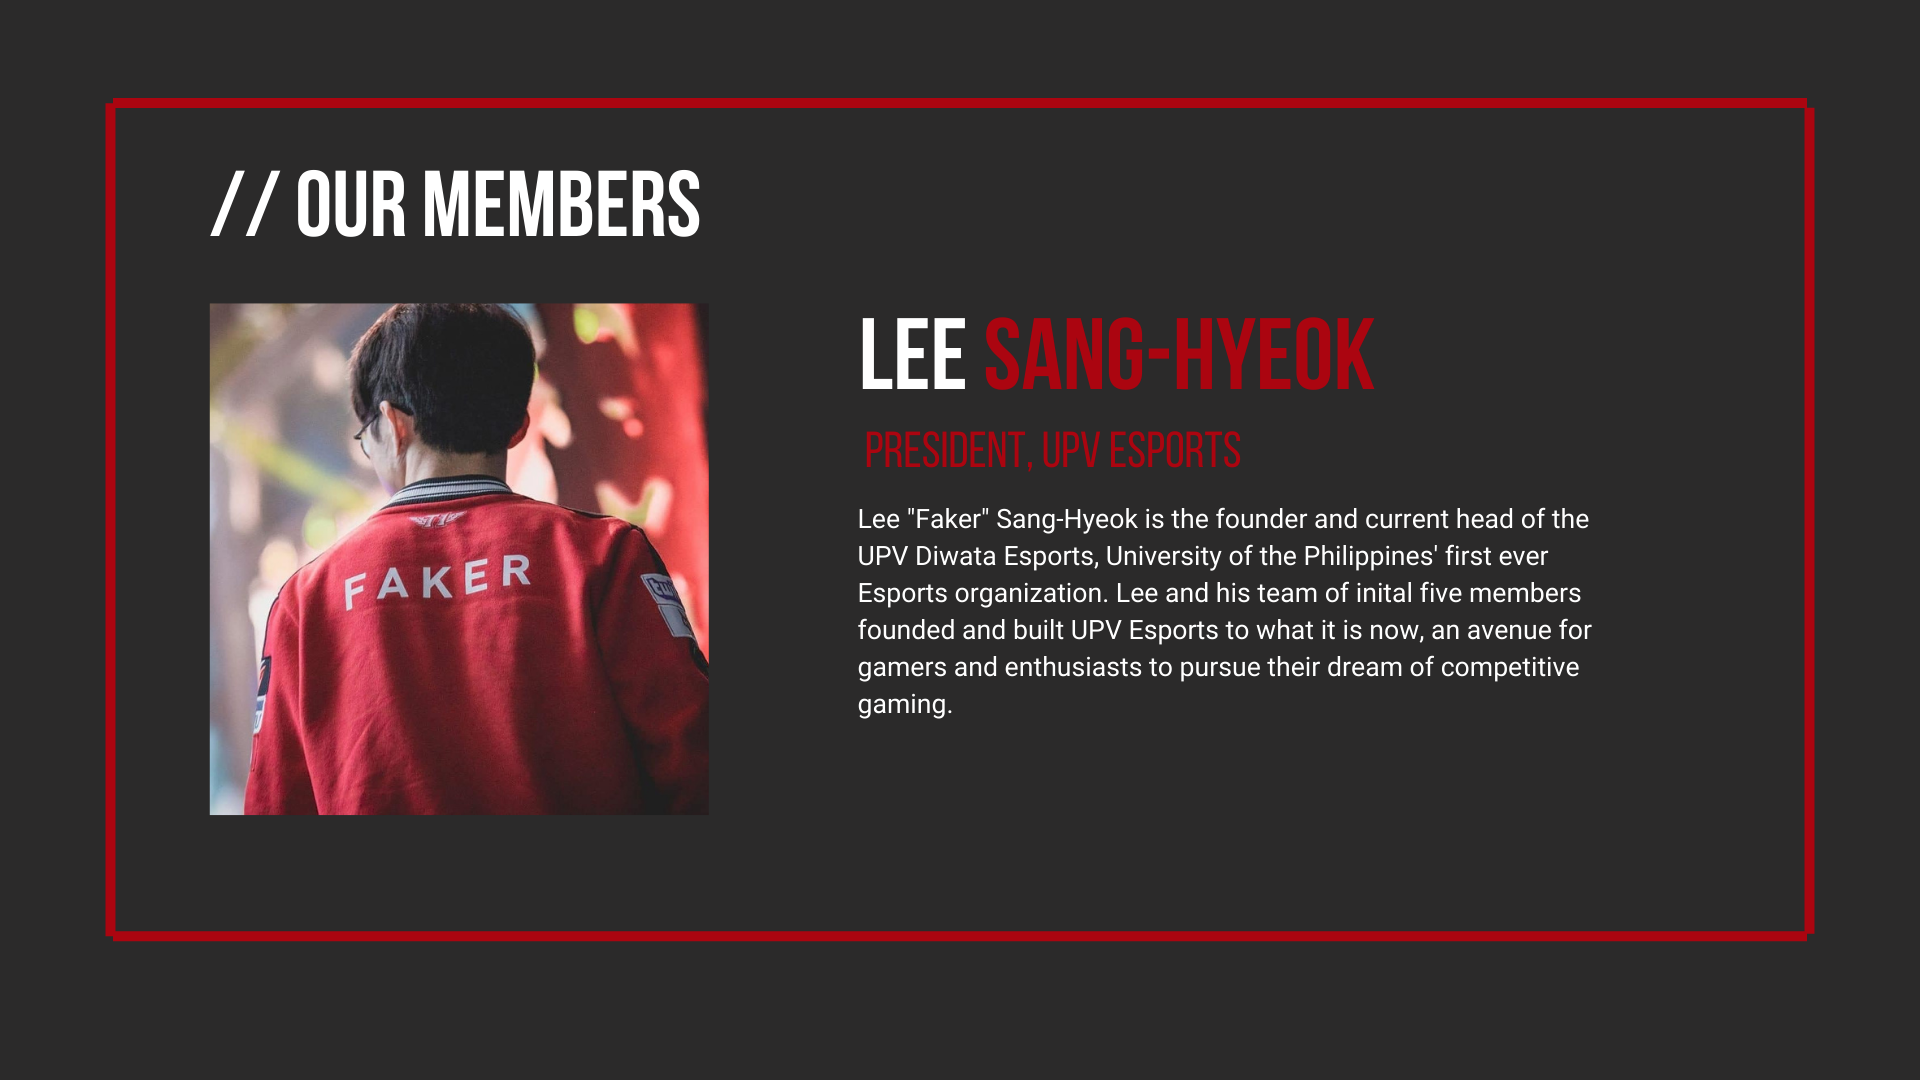 // OUR MEMBERS
LEE SANG-HYEOK
PRESIDENT, UPV ESPORTS
Lee "Faker" Sang-Hyeok is the founder and current head of the
UPV Diwata Esports, University of the Philippines' first ever
Esports organization. Lee and his team of inital five members
founded and built UPV Esports to what it is now, an avenue for
gamers and enthusiasts to pursue their dream of competitive
gaming.
FAKER